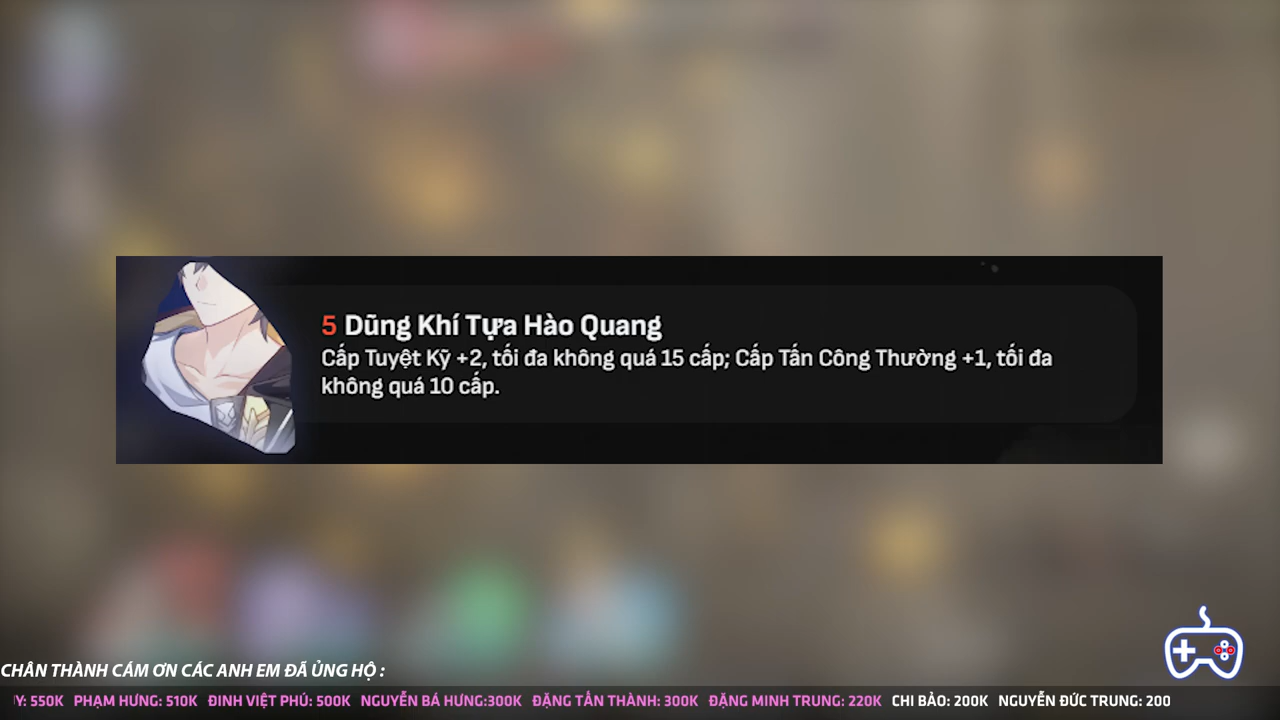 5 Dũng Khí Tựa Hào Quang
Cấp Tuyệt Kỹ +2, tối đa không quá 15 cấp; Cấp Tấn Công Thường +1, tối đa
không quá 10 cấp.
CHÂN THÀNH CÁM ƠN CÁC ANH EM ĐÃ ỦNG HỘ :
Y: 550K PHẠM HƯNG: 510K ĐINH VIỆT PHÚ: 500K NGUYỄN BÁ HƯNG:300K ĐẶNG TẤN THÀNH: 300K ĐẶNG MINH TRUNG: 220K CHI BẢO: 200K NGUYỄN ĐỨC TRUNG: 200